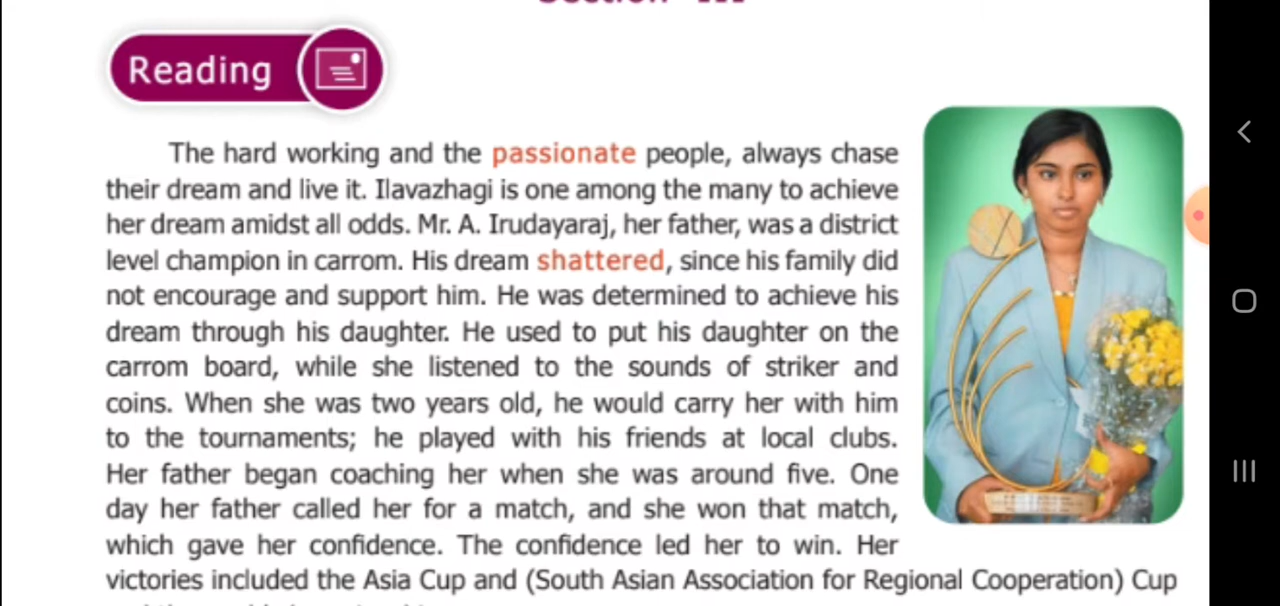 Section III
Reading
The hard working and the passionate people, always chase
their dream and live it. Ilavazhagi is one among the many to achieve
her dream amidst all odds. Mr. A. Irudayaraj, her father, was a district
level champion in carrom. His dream shattered, since his family did
not encourage and support him. He was determined to achieve his
dream through his daughter. He used to put his daughter on the
carrom board, while she listened to the sounds of striker and
coins. When she was two years old, he would carry her with him
to the tournaments; he played with his friends at local clubs.
Her father began coaching her when she was around five. One
day her father called her for a match, and she won that match,
which gave her confidence. The confidence led her to win. Her
victories included the Asia Cup and (South Asian Association for Regional Cooperation) Cup